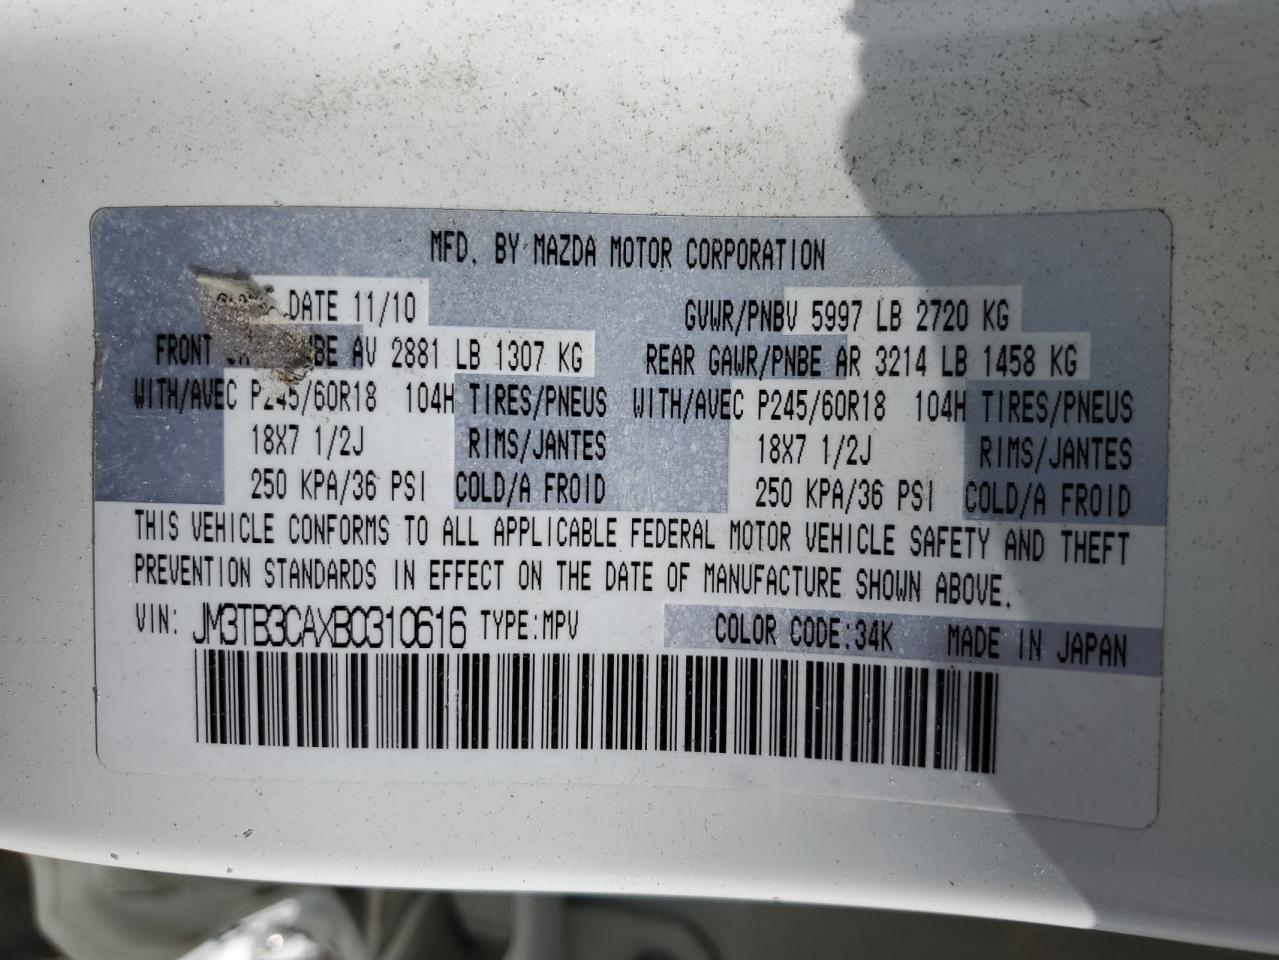 MFD. BY MAZDA MOTOR CORPORATION
DATE 11/10 GVWR/PNBV 5997 LB 2720 KG
FRONT AV 2881 LB 1307 KG REAR GAWR/PNBE AR 3214 LB 1458 KG
WITH/AVEC P245/60R18 104H TIRES/PNEUS WITH/AVEC P245/60R18 104H TIRES/PNEUS
18X7 1/2J RIMS/JANTES 18X7 1/2J RIMS/JANTES
250 KPA/36 PSI COLD/A FROID 250 KPA/36 PSI COLD/A FROID
THIS VEHICLE CONFORMS TO ALL APPLICABLE FEDERAL MOTOR VEHICLE SAFETY AND THEFT
PREVENTION STANDARDS IN EFFECT ON THE DATE OF MANUFACTURE SHOWN ABOVE.
VIN: JM3TB3CAXB0310616 TYPE:MPV COLOR CODE:34K MADE IN JAPAN